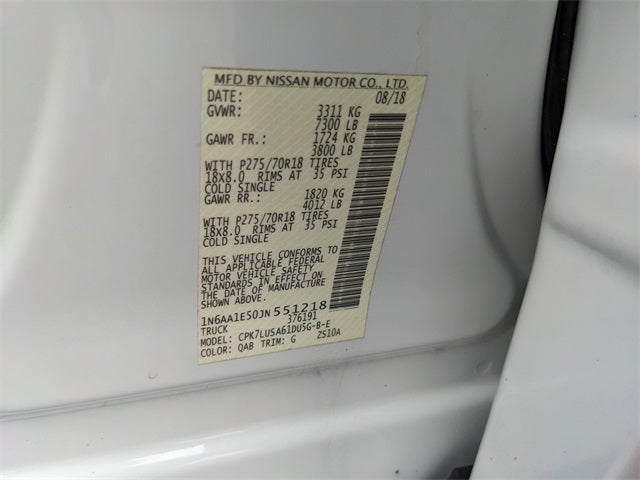 MFD BY NISSAN MOTOR CO., LTD.
DATE: 08/18
GVWR: 3311 KG
7300 LB
GAWR FR.: 1724 KG
3800 LB
WITH P275/70R18 TIRES
18X8.0 RIMS AT 35 PSI
COLD SINGLE
GAWR RR.: 1820 KG
4012 LB
WITH P275/70R18 TIRES
18X8.0 RIMS AT 35 PSI
COLD SINGLE
THIS VEHICLE CONFORMS TO
ALL APPLICABLE FEDERAL
MOTOR VEHICLE SAFETY
STANDARDS IN EFFECT ON
THE DATE OF MANUFACTURE
SHOWN ABOVE.
1N6AA1E50JN551218
TRUCK 376191
MODEL: CPK7LUSA61DU5G-B-E
COLOR: QAB TRIM: G ZS10A